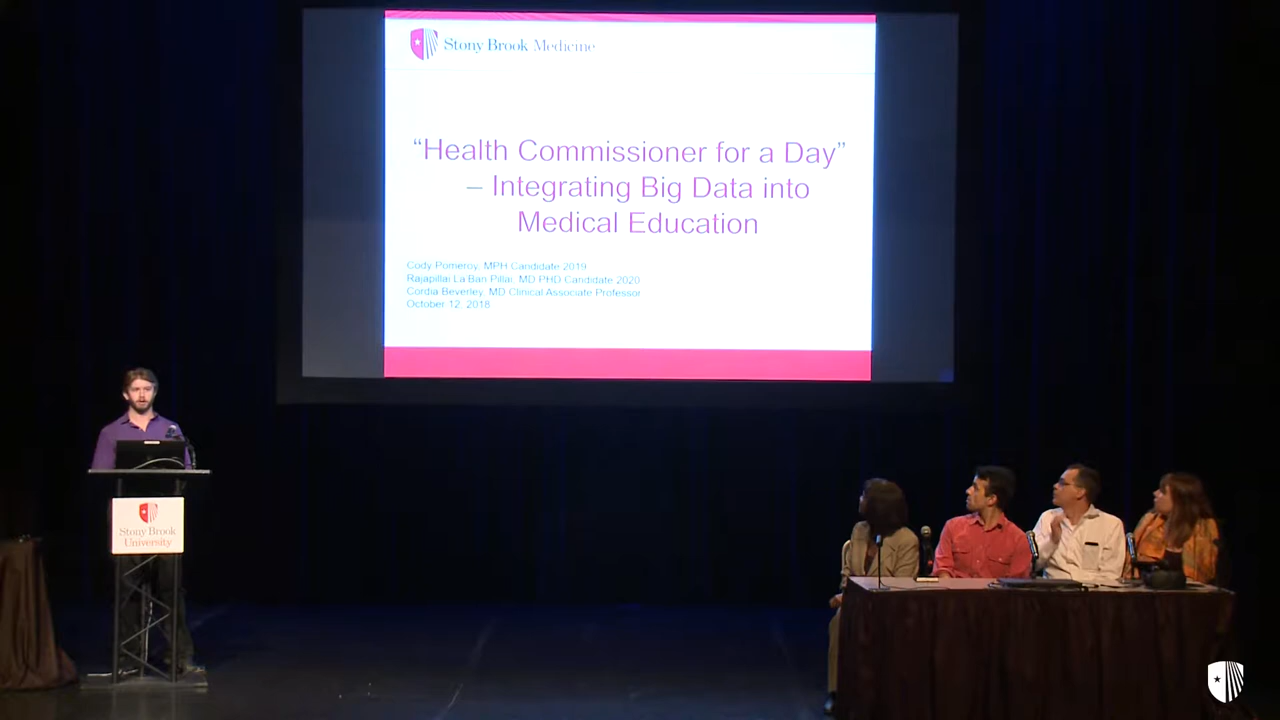 Stony Brook Medicine
“Health Commissioner for a Day”
– Integrating Big Data into
Medical Education
Cody Pomeroy, MPH Candidate 2019
Rajapillai La'Ban Pillai, MD PHD Candidate 2020
Cordia Beverley, MD Clinical Associate Professor
October 12, 2018
Stony Brook
University